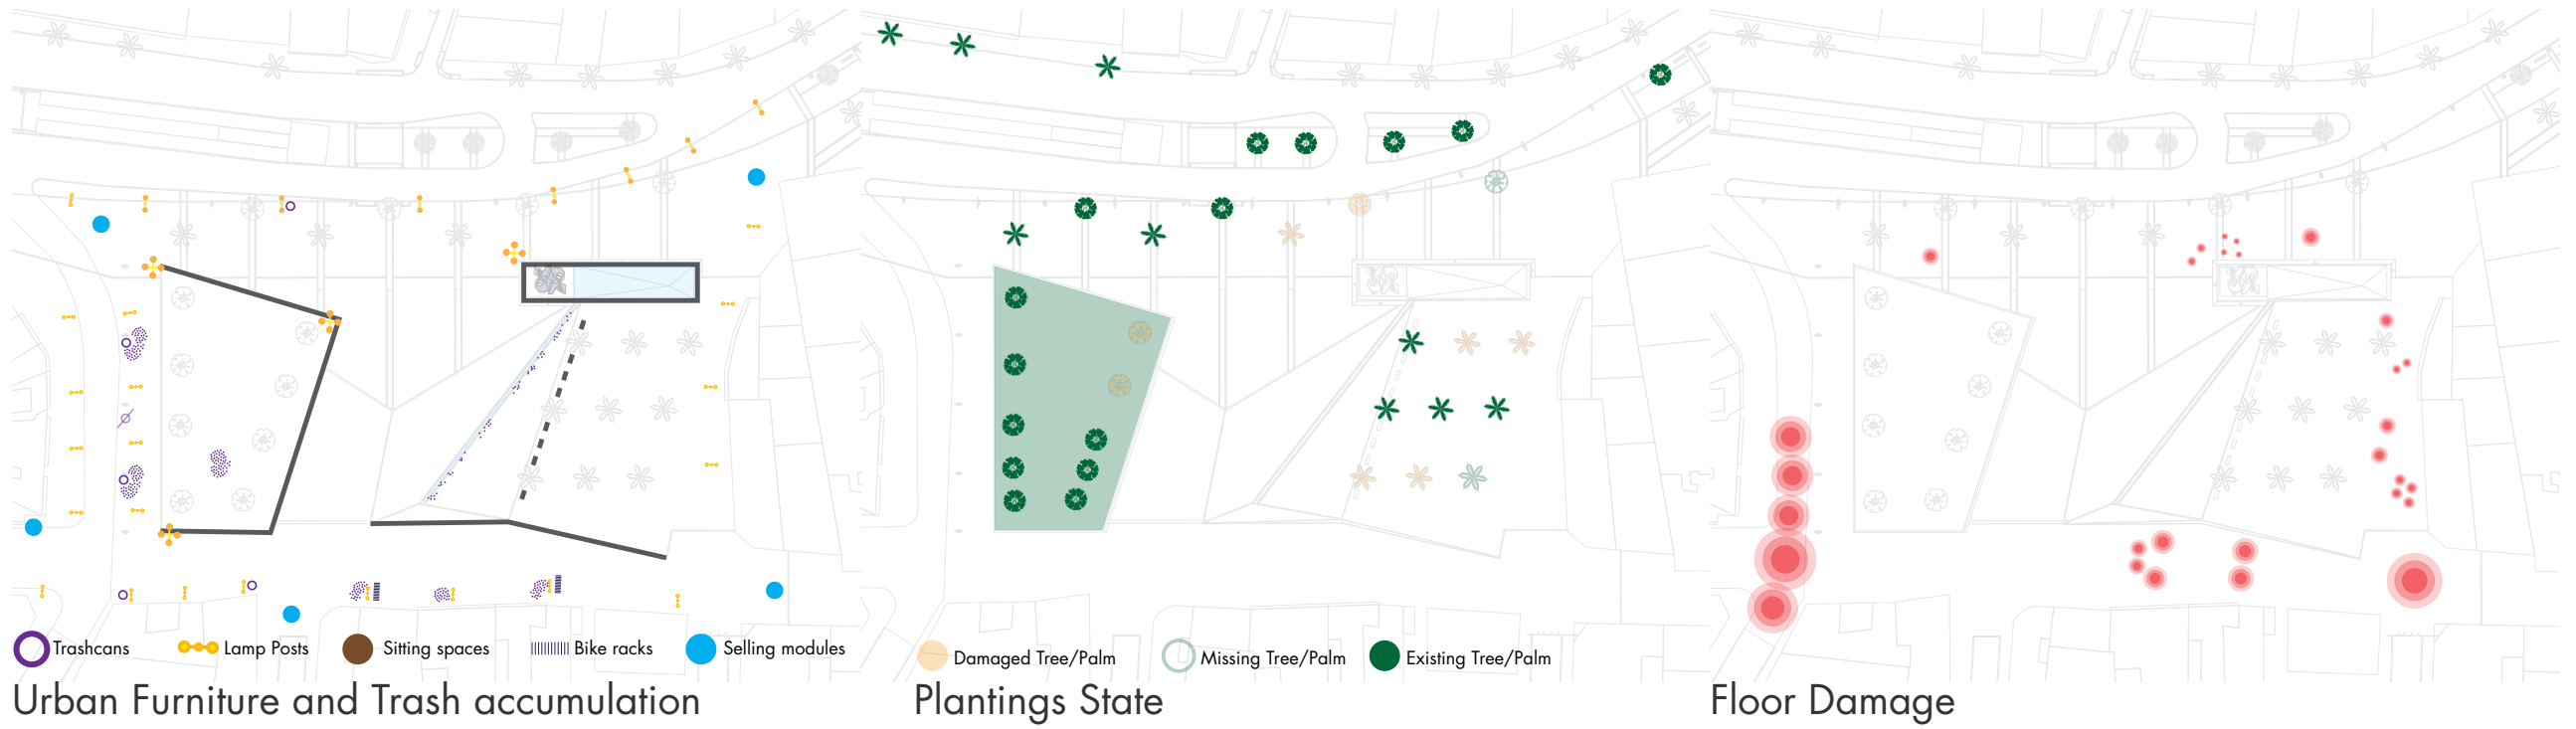 Trashcans
Lamp Posts
Sitting spaces
Bike racks
Selling modules
Urban Furniture and Trash accumulation
Damaged Tree/Palm
Missing Tree/Palm
Existing Tree/Palm
Plantings State
Floor Damage